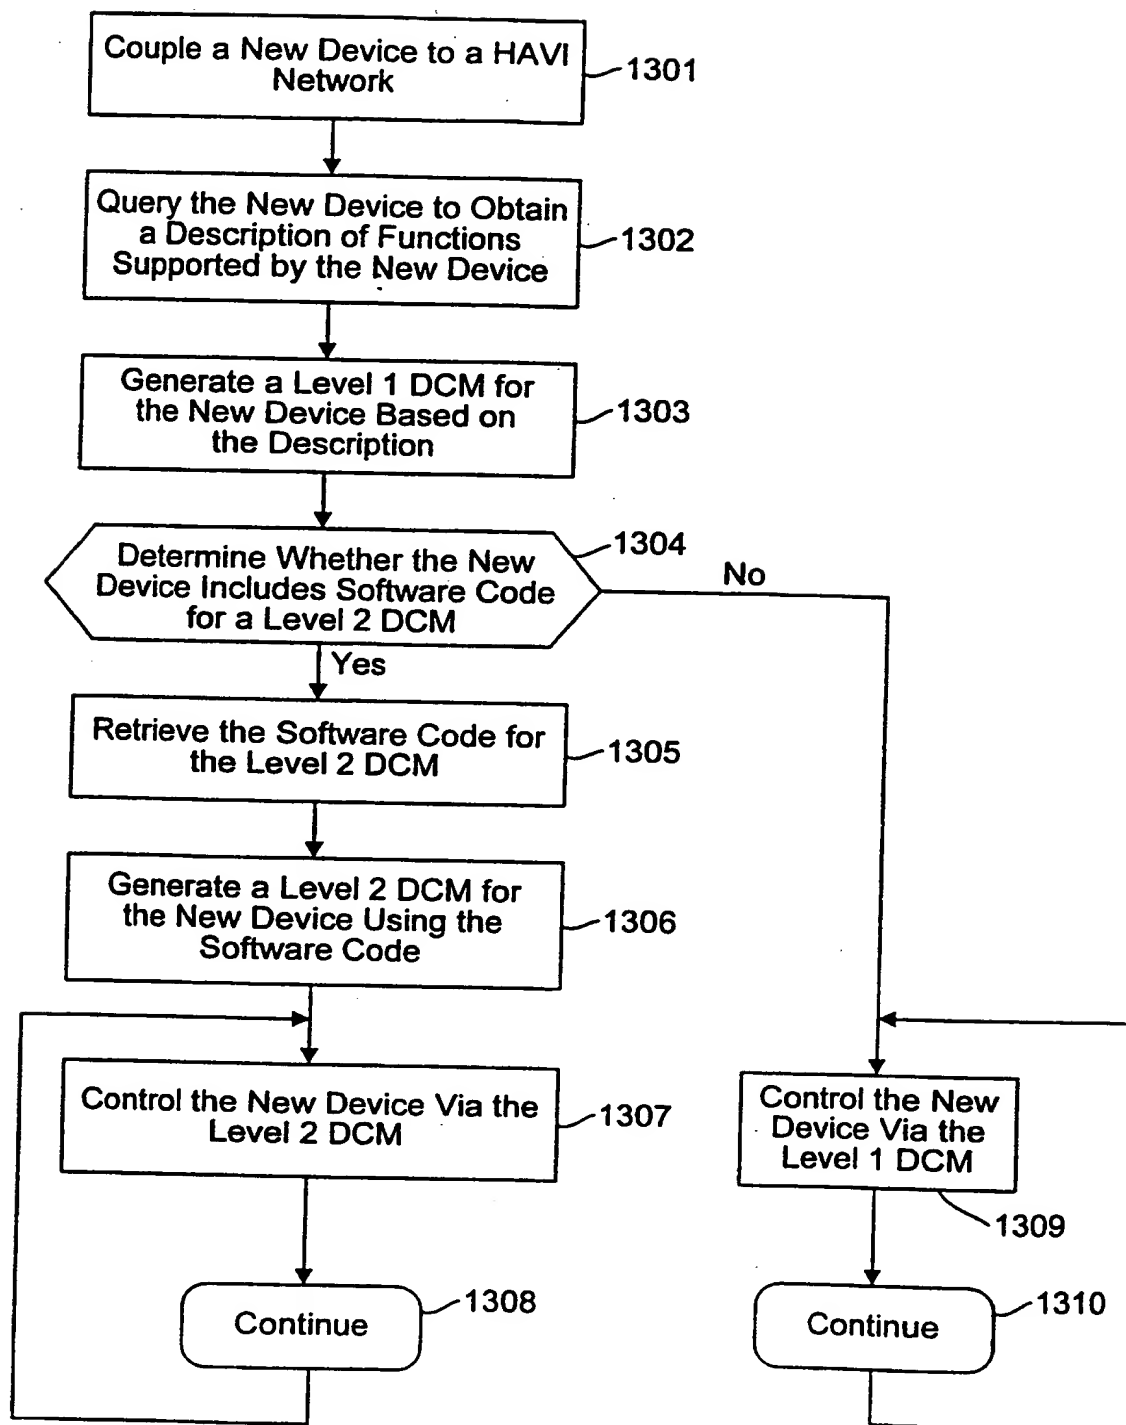 Couple a New Device to a HAVI
Network
1301
Query the New Device to Obtain
a Description of Functions
Supported by the New Device
1302
Generate a Level 1 DCM for
the New Device Based on
the Description
1303
Determine Whether the New
Device Includes Software Code
for a Level 2 DCM
1304
No
Yes
Retrieve the Software Code for
the Level 2 DCM
1305
Generate a Level 2 DCM for
the New Device Using the
Software Code
1306
Control the New Device Via the
Level 2 DCM
1307
Control the New
Device Via the
Level 1 DCM
1309
Continue
1308
Continue
1310